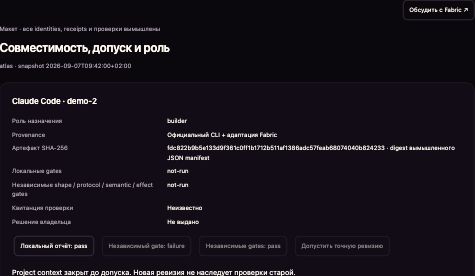 Обсудить с Fabric ↗
Макет · все identities, receipts и проверки вымышлены
Совместимость, допуск и роль
atlas · snapshot 2026-09-07T09:42:00+02:00
Claude Code · demo-2
Роль назначения builder
Provenance Официальный CLI + адаптация Fabric
Артефакт SHA-256 · digest вымышленного
JSON manifest
Локальные gates not-run
Независимые shape / protocol / semantic / effect not-run
gates
Квитанция проверки Неизвестно
Решение владельца Не выдано
Локальный отчёт: pass Независимый gate: failure Независимые gates: pass Допустить точную ревизию
Project context закрыт до допуска. Новая ревизия не наследует проверки старой.